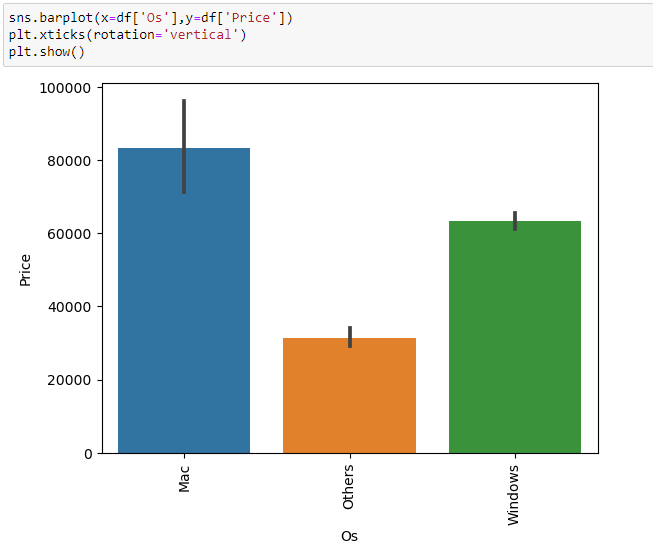 sns.barplot(x=df['Os'],y=df['Price'])
plt.xticks(rotation='vertical')
plt.show()
100000
80000
60000
40000
20000
0
Price
Mac
Others
Windows
Os